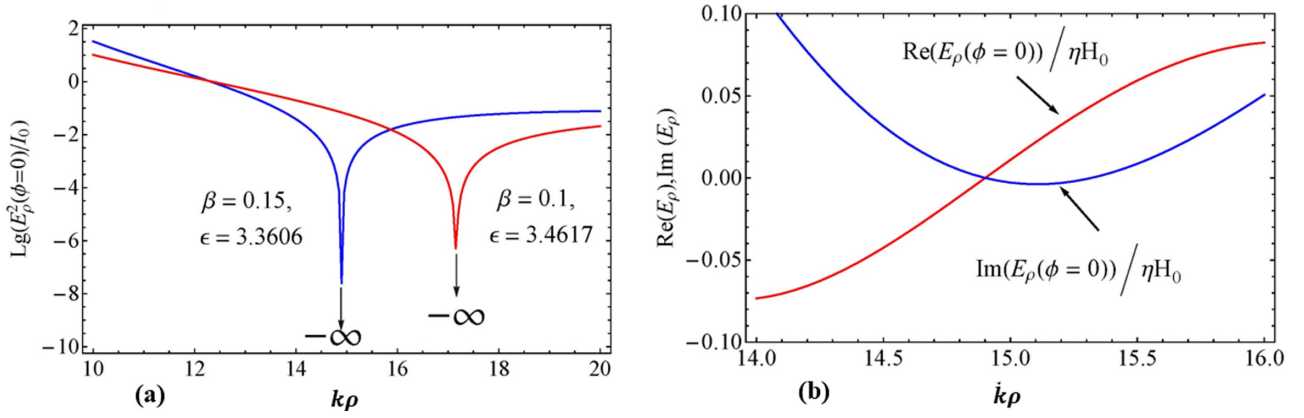 2
0
−2
−4
−6
−8
−10
Lg(E²ρ(ϕ=0)/I₀)
β = 0.15,
ϵ = 3.3606
β = 0.1,
ϵ = 3.4617
−∞
−∞
10
12
14
16
18
20
(a)
kρ
0.10
0.05
0.00
−0.05
−0.10
Re(Eρ),Im (Eρ)
Re(Eρ(ϕ = 0)) / ηH₀
Im(Eρ(ϕ = 0)) / ηH₀
14.0
14.5
15.0
15.5
16.0
(b)
k̇ρ